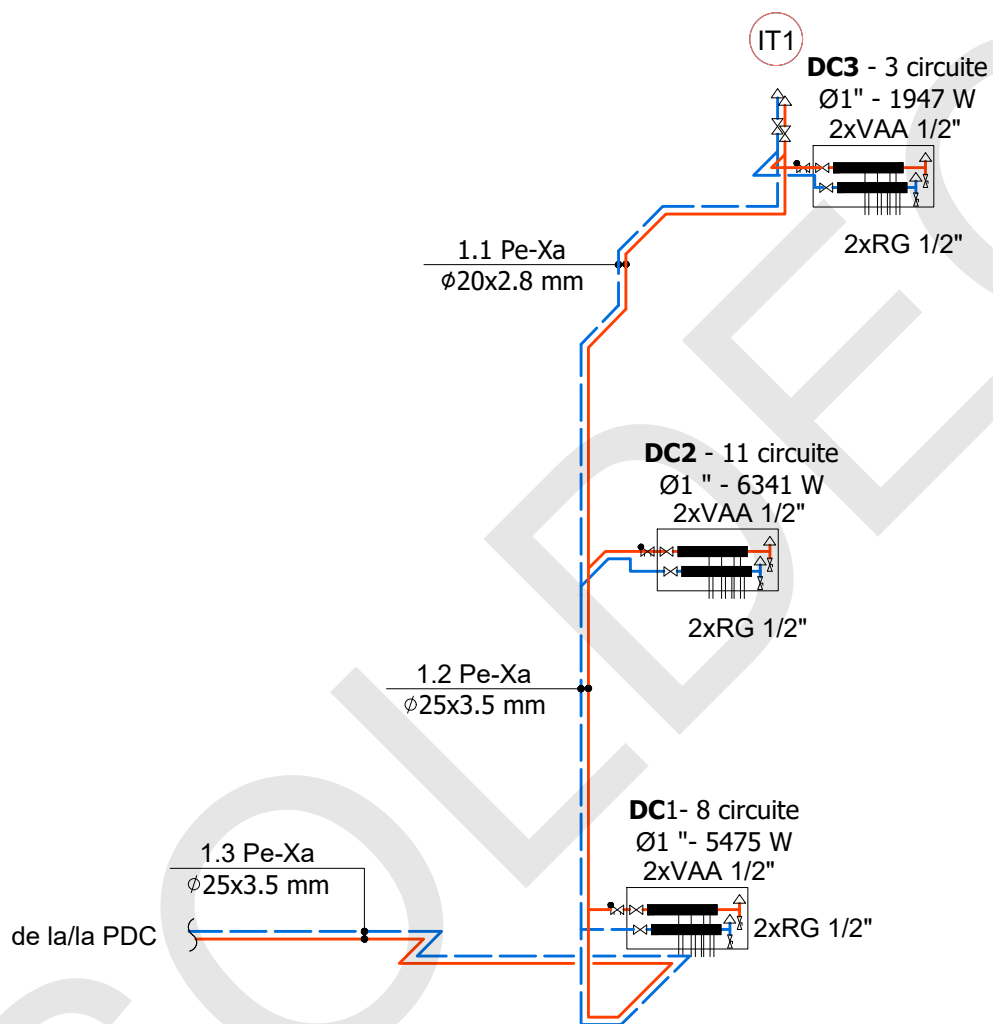 IT1
DC3 - 3 circuite
Ø1" - 1947 W
2xVAA 1/2"
2xRG 1/2"
1.1 Pe-Xa
ϕ20x2.8 mm
DC2 - 11 circuite
Ø1 " - 6341 W
2xVAA 1/2"
2xRG 1/2"
1.2 Pe-Xa
ϕ25x3.5 mm
DC1- 8 circuite
Ø1 "- 5475 W
2xVAA 1/2"
2xRG 1/2"
1.3 Pe-Xa
ϕ25x3.5 mm
de la/la PDC
SOLDEC